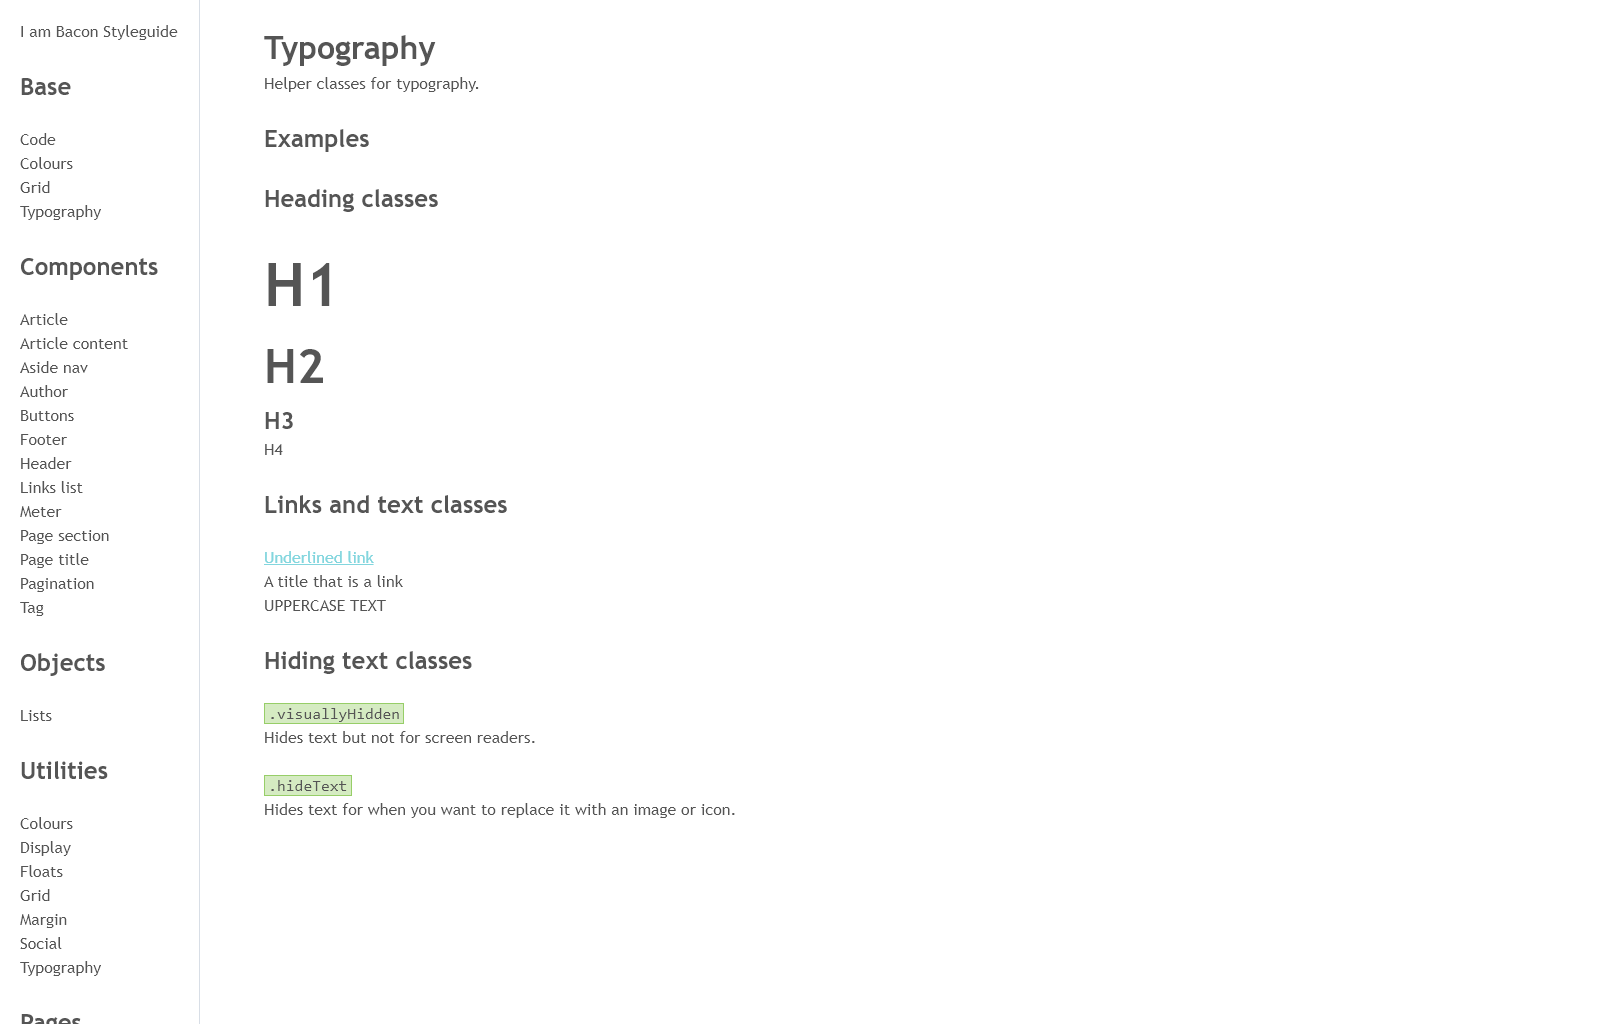 I am Bacon Styleguide
Base
Code
Colours
Grid
Typography
Components
Article
Article content
Aside nav
Author
Buttons
Footer
Header
Links list
Meter
Page section
Page title
Pagination
Tag
Objects
Lists
Utilities
Colours
Display
Floats
Grid
Margin
Social
Typography
Pages
Typography
Helper classes for typography.
Examples
Heading classes
H1
H2
H3
H4
Links and text classes
Underlined link
A title that is a link
UPPERCASE TEXT
Hiding text classes
.visuallyHidden
Hides text but not for screen readers.
.hideText
Hides text for when you want to replace it with an image or icon.